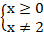 x ≥ 0
x ≠ 2